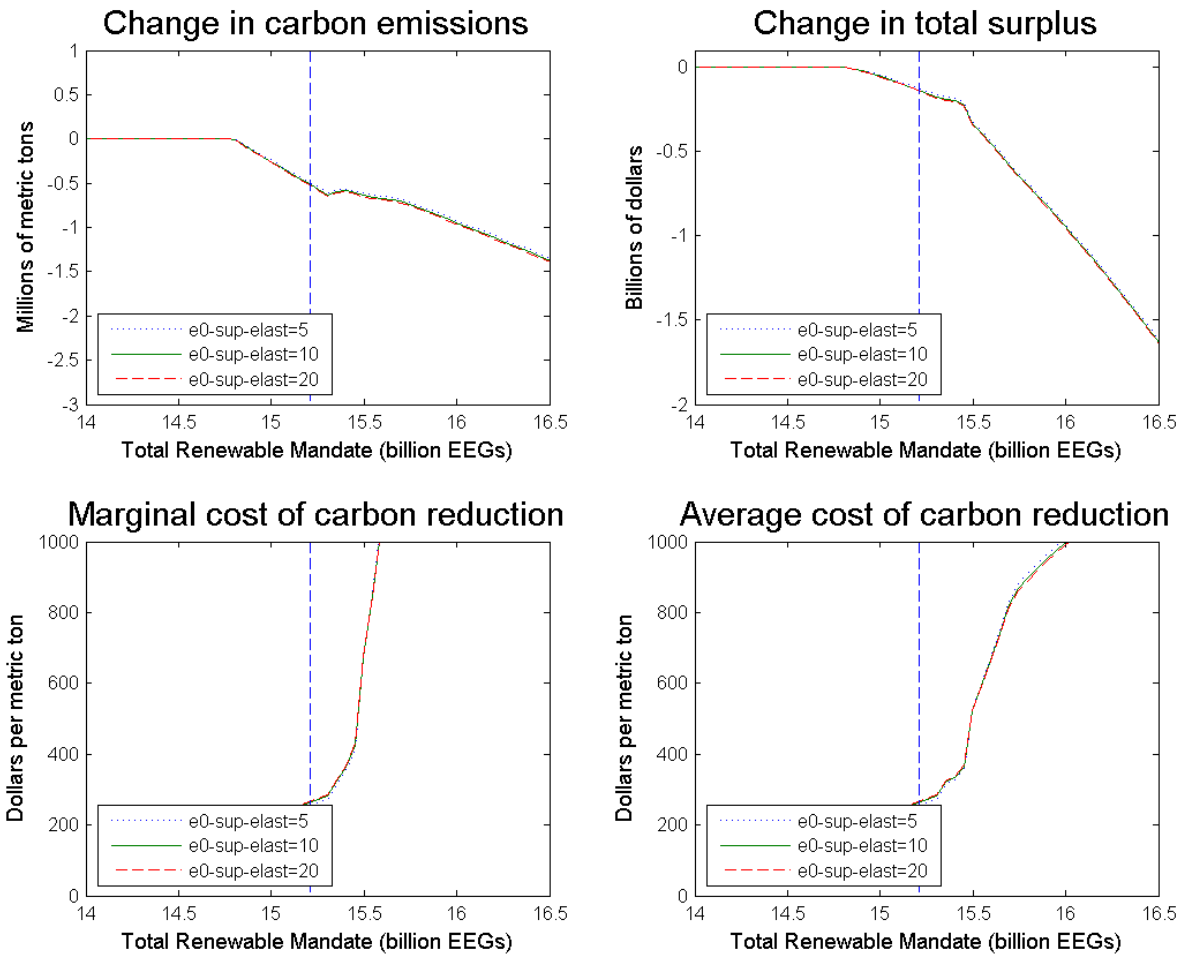 Change in carbon emissions
1
0.5
0
-0.5
-1
-1.5
-2
-2.5
-3
Millions of metric tons
e0-sup-elast=5
e0-sup-elast=10
e0-sup-elast=20
14 14.5 15 15.5 16 16.5
Total Renewable Mandate (billion EEGs)
Change in total surplus
0
-0.5
-1
-1.5
-2
Billions of dollars
e0-sup-elast=5
e0-sup-elast=10
e0-sup-elast=20
14 14.5 15 15.5 16 16.5
Total Renewable Mandate (billion EEGs)
Marginal cost of carbon reduction
1000
800
600
400
200
0
Dollars per metric ton
e0-sup-elast=5
e0-sup-elast=10
e0-sup-elast=20
14 14.5 15 15.5 16 16.5
Total Renewable Mandate (billion EEGs)
Average cost of carbon reduction
1000
800
600
400
200
0
Dollars per metric ton
e0-sup-elast=5
e0-sup-elast=10
e0-sup-elast=20
14 14.5 15 15.5 16 16.5
Total Renewable Mandate (billion EEGs)